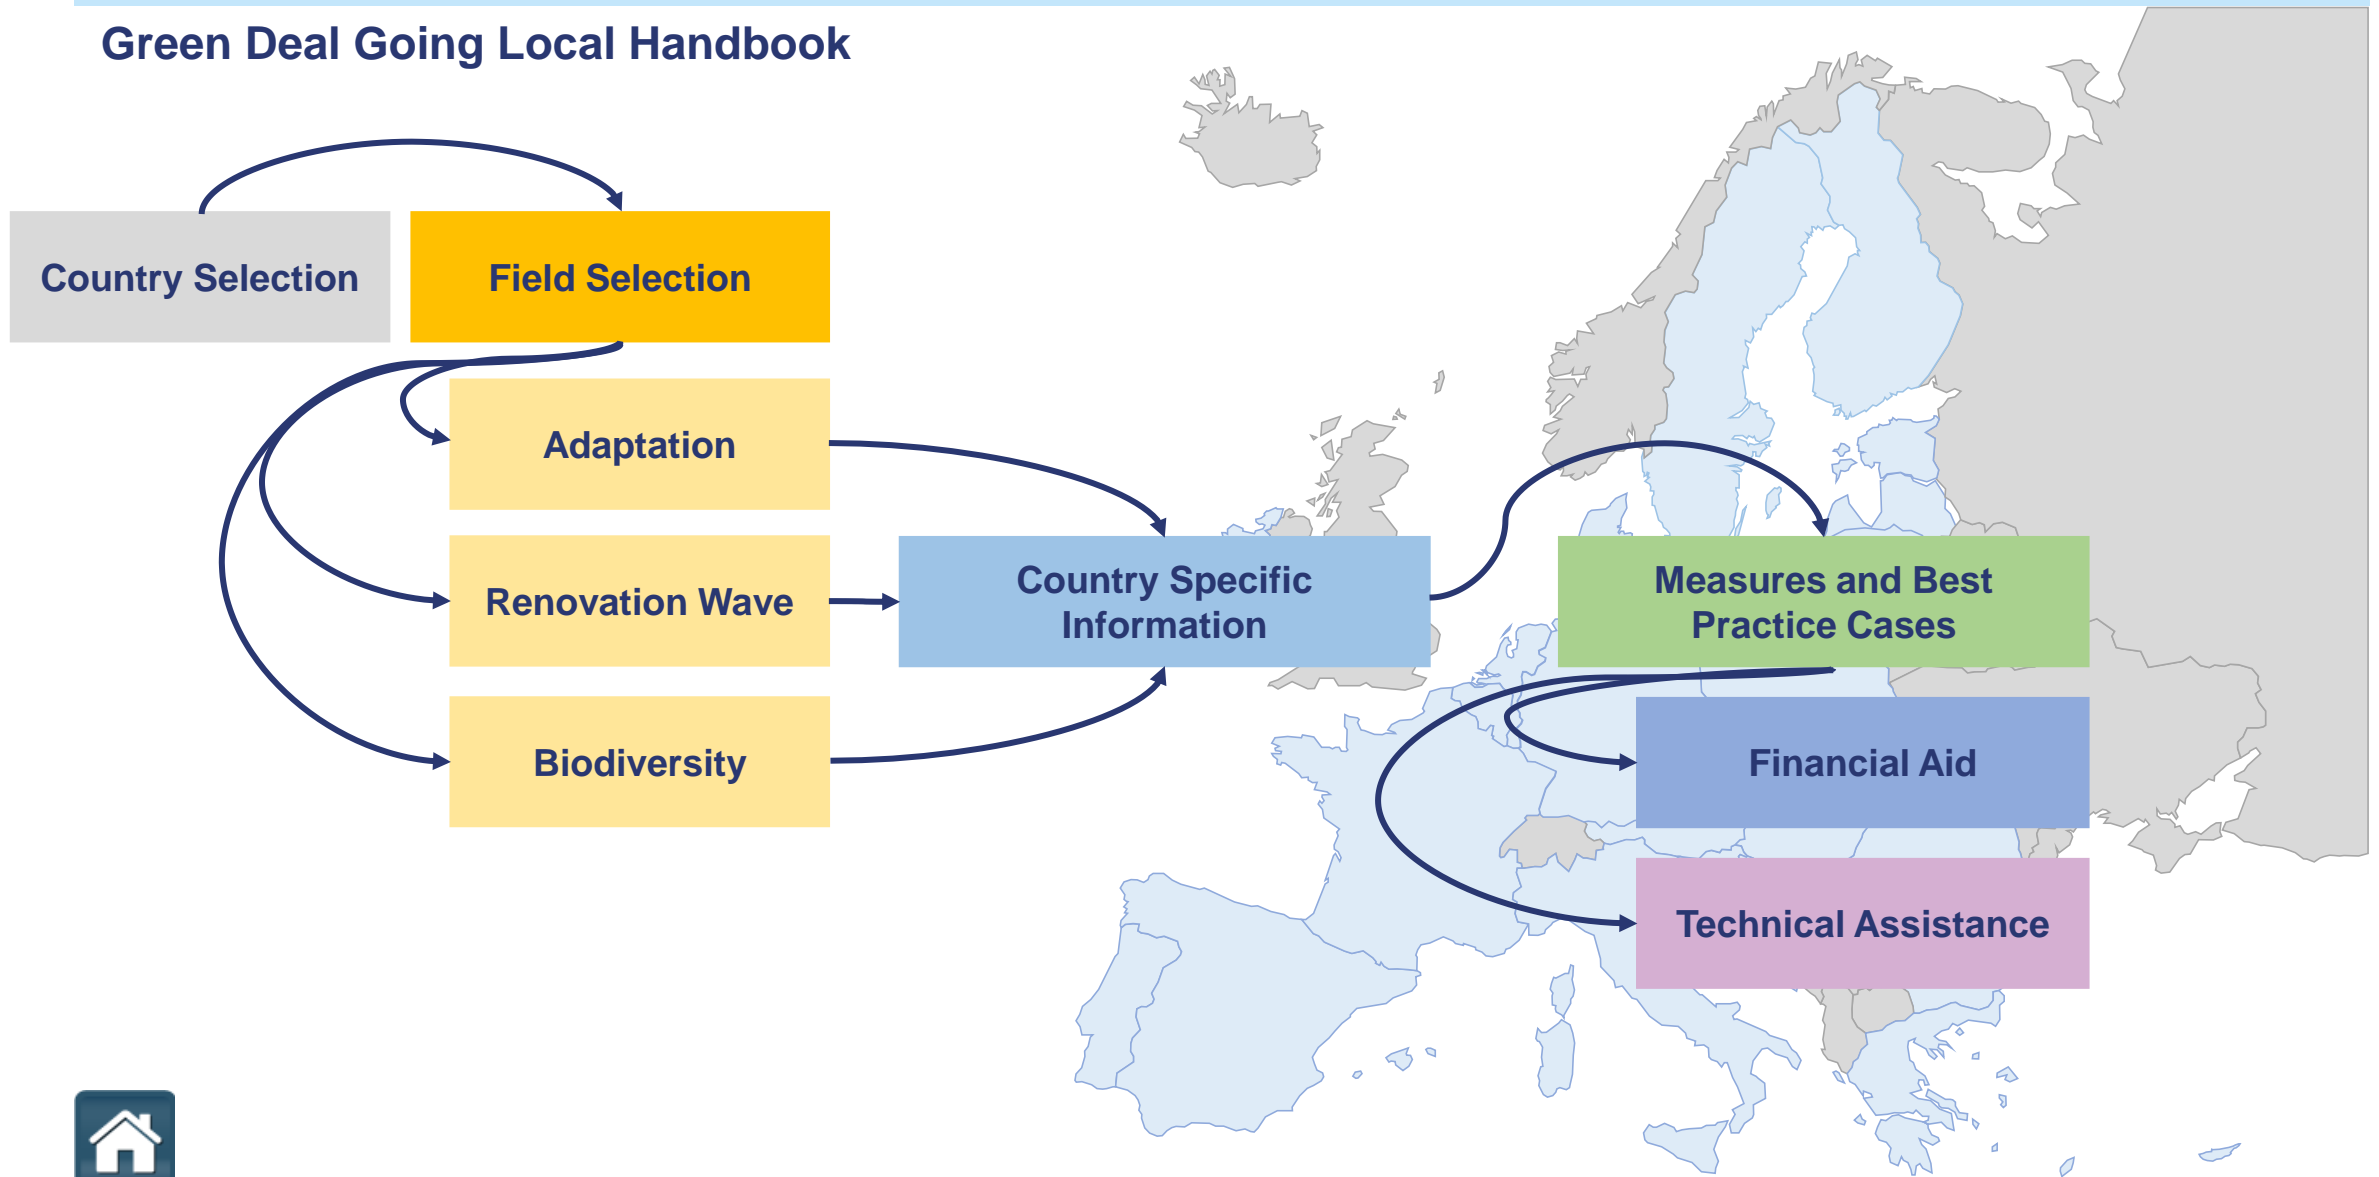 Green Deal Going Local Handbook
Country Selection
Field Selection
Adaptation
Renovation Wave
Biodiversity
Country Specific
Information
Measures and Best
Practice Cases
Financial Aid
Technical Assistance